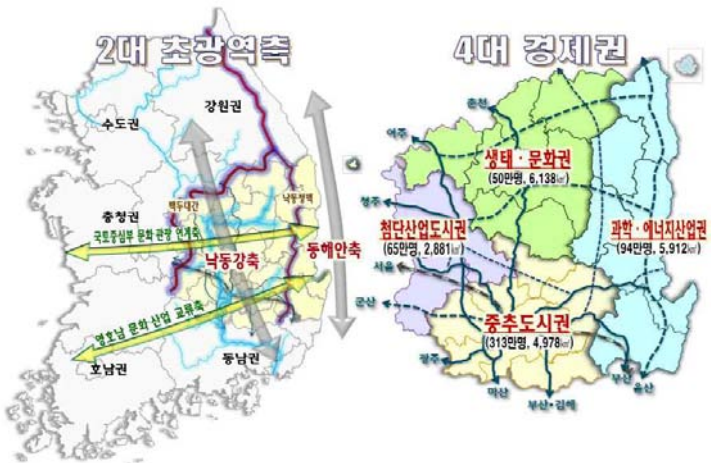 2대 초광역축
강원권
수도권
백두대간
낙동정맥
충청권
국토중심부 문화 관광 연계축
낙동강축
동해안축
영호남 문화 산업 교류축
호남권
동남권
4대 경제권
춘천
여주
생태·문화권
(50만명, 6,138㎢)
청주
첨단산업도시권
(65만명, 2,881㎢)
과학·에너지산업권
(94만명, 5,912㎢)
서울
군산
중추도시권
(313만명, 4,978㎢)
광주
마산
부산·김해
부산
울산